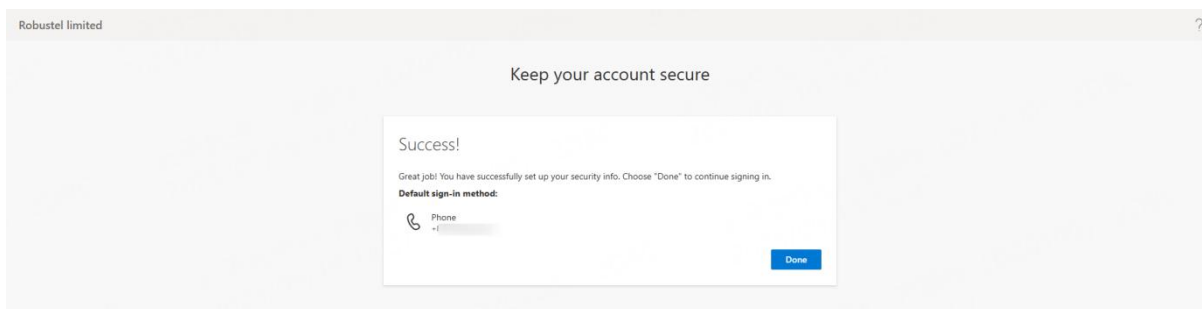 Robustel limited
?
Keep your account secure
Success!
Great job! You have successfully set up your security info. Choose "Done" to continue signing in.
Default sign-in method:
Phone
Done